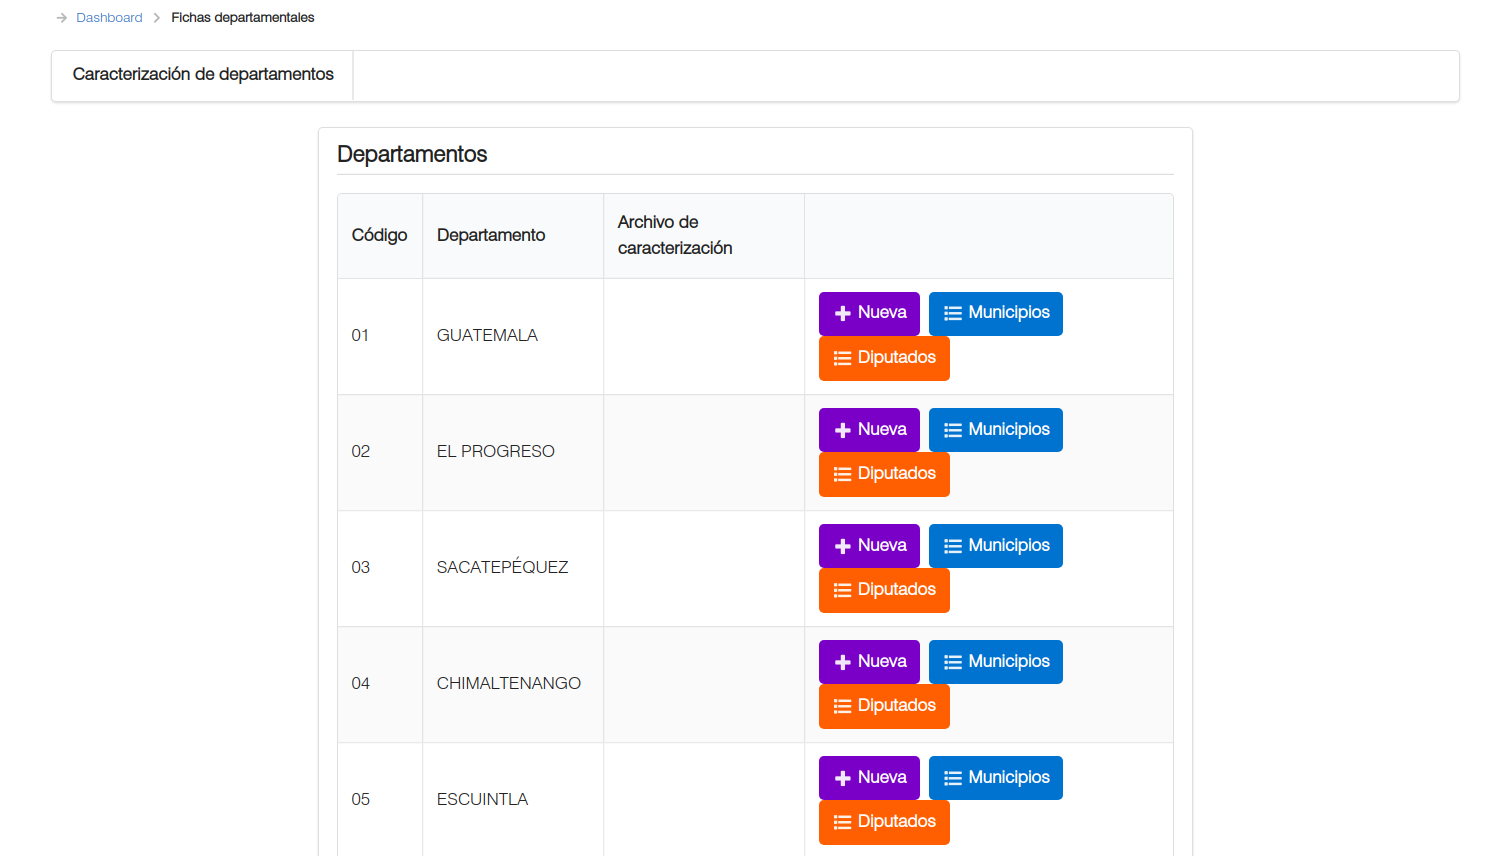 Dashboard Fichas departamentales
Caracterización de departamentos
Departamentos
Código Departamento Archivo de caracterización
01 GUATEMALA Nueva Municipios
Diputados
02 EL PROGRESO Nueva Municipios
Diputados
03 SACATEPÉQUEZ Nueva Municipios
Diputados
04 CHIMALTENANGO Nueva Municipios
Diputados
05 ESCUINTLA Nueva Municipios
Diputados